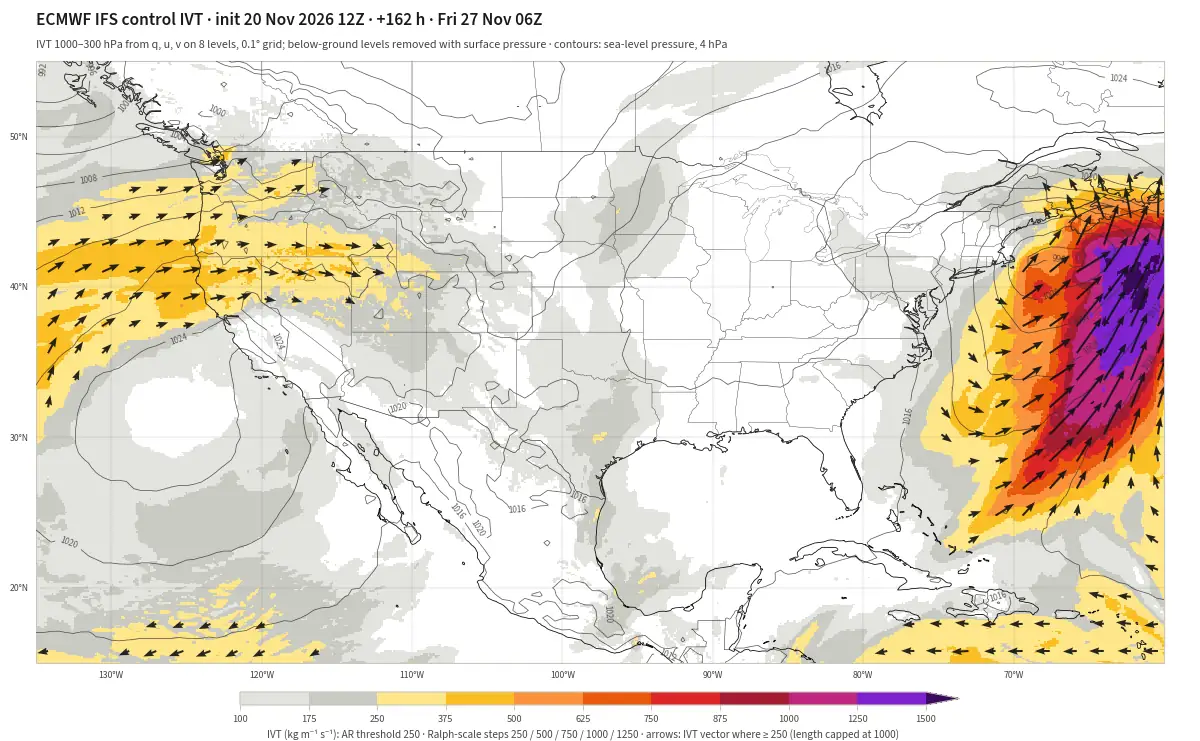 ECMWF IFS control IVT · init 20 Nov 2026 12Z · +162 h · Fri 27 Nov 06Z
IVT 1000–300 hPa from q, u, v on 8 levels, 0.1° grid; below-ground levels removed with surface pressure · contours: sea-level pressure, 4 hPa
992
1016
1024
1000
50°N
1008
1012
40°N
1024
1024
1020
1016
30°N
1016
1016
1016
1020
1020
20°N
1020
1016
130°W 120°W 110°W 100°W 90°W 80°W 70°W
100 175 250 375 500 625 750 875 1000 1250 1500
IVT (kg m⁻¹ s⁻¹): AR threshold 250 · Ralph-scale steps 250 / 500 / 750 / 1000 / 1250 · arrows: IVT vector where ≥ 250 (length capped at 1000)